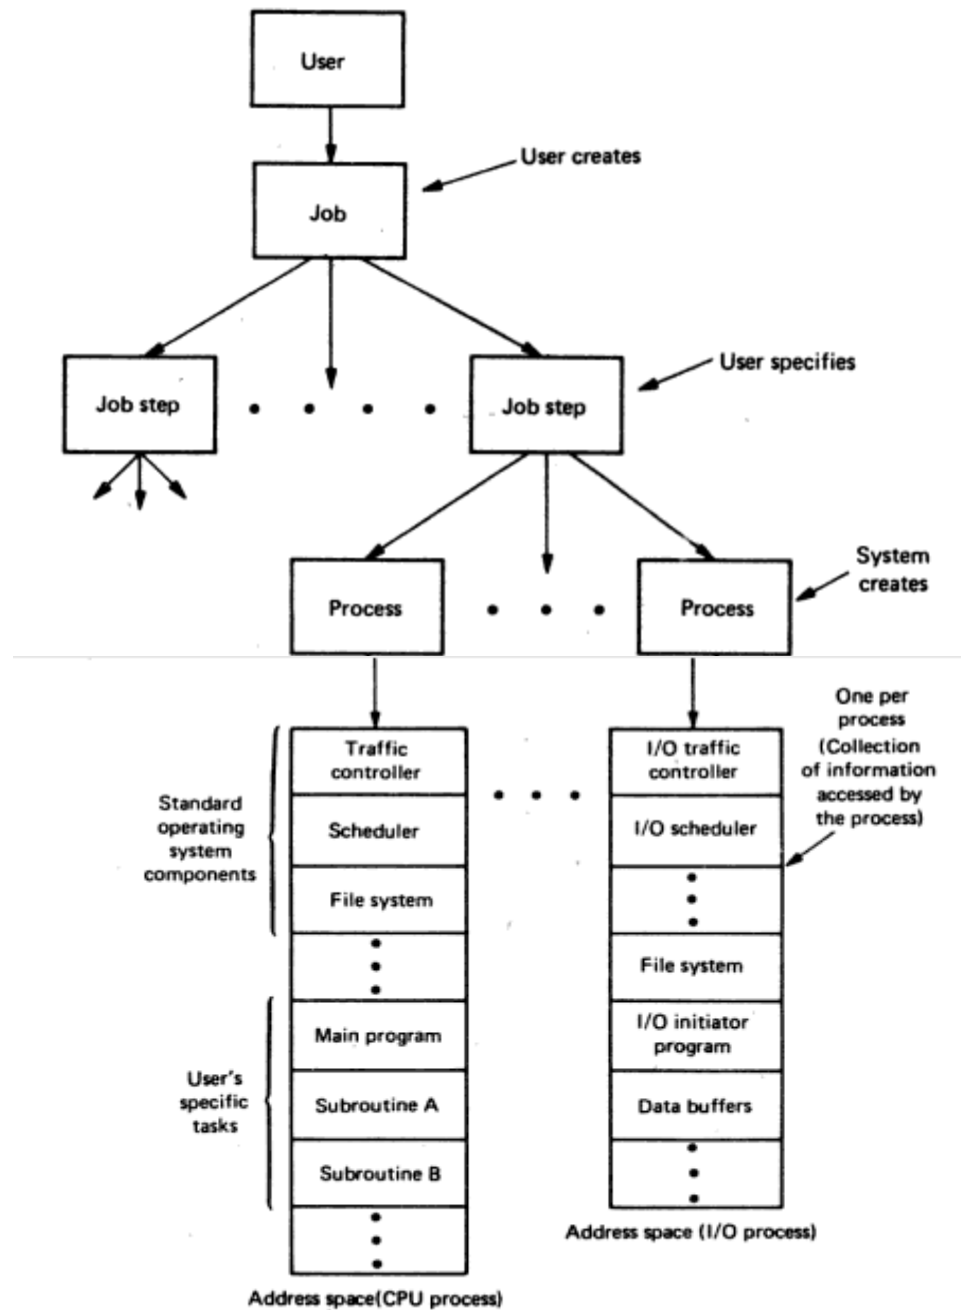 User
User creates
Job
User specifies
Job step
Job step
System
creates
Process
Process
One per
process
(Collection
of information
accessed by
the process)
Traffic
controller
I/O traffic
controller
Standard
operating
system
components
Scheduler
I/O scheduler
File system
File system
Main program
I/O initiator
program
User's
specific
tasks
Subroutine A
Data buffers
Subroutine B
Address space (I/O process)
Address space(CPU process)